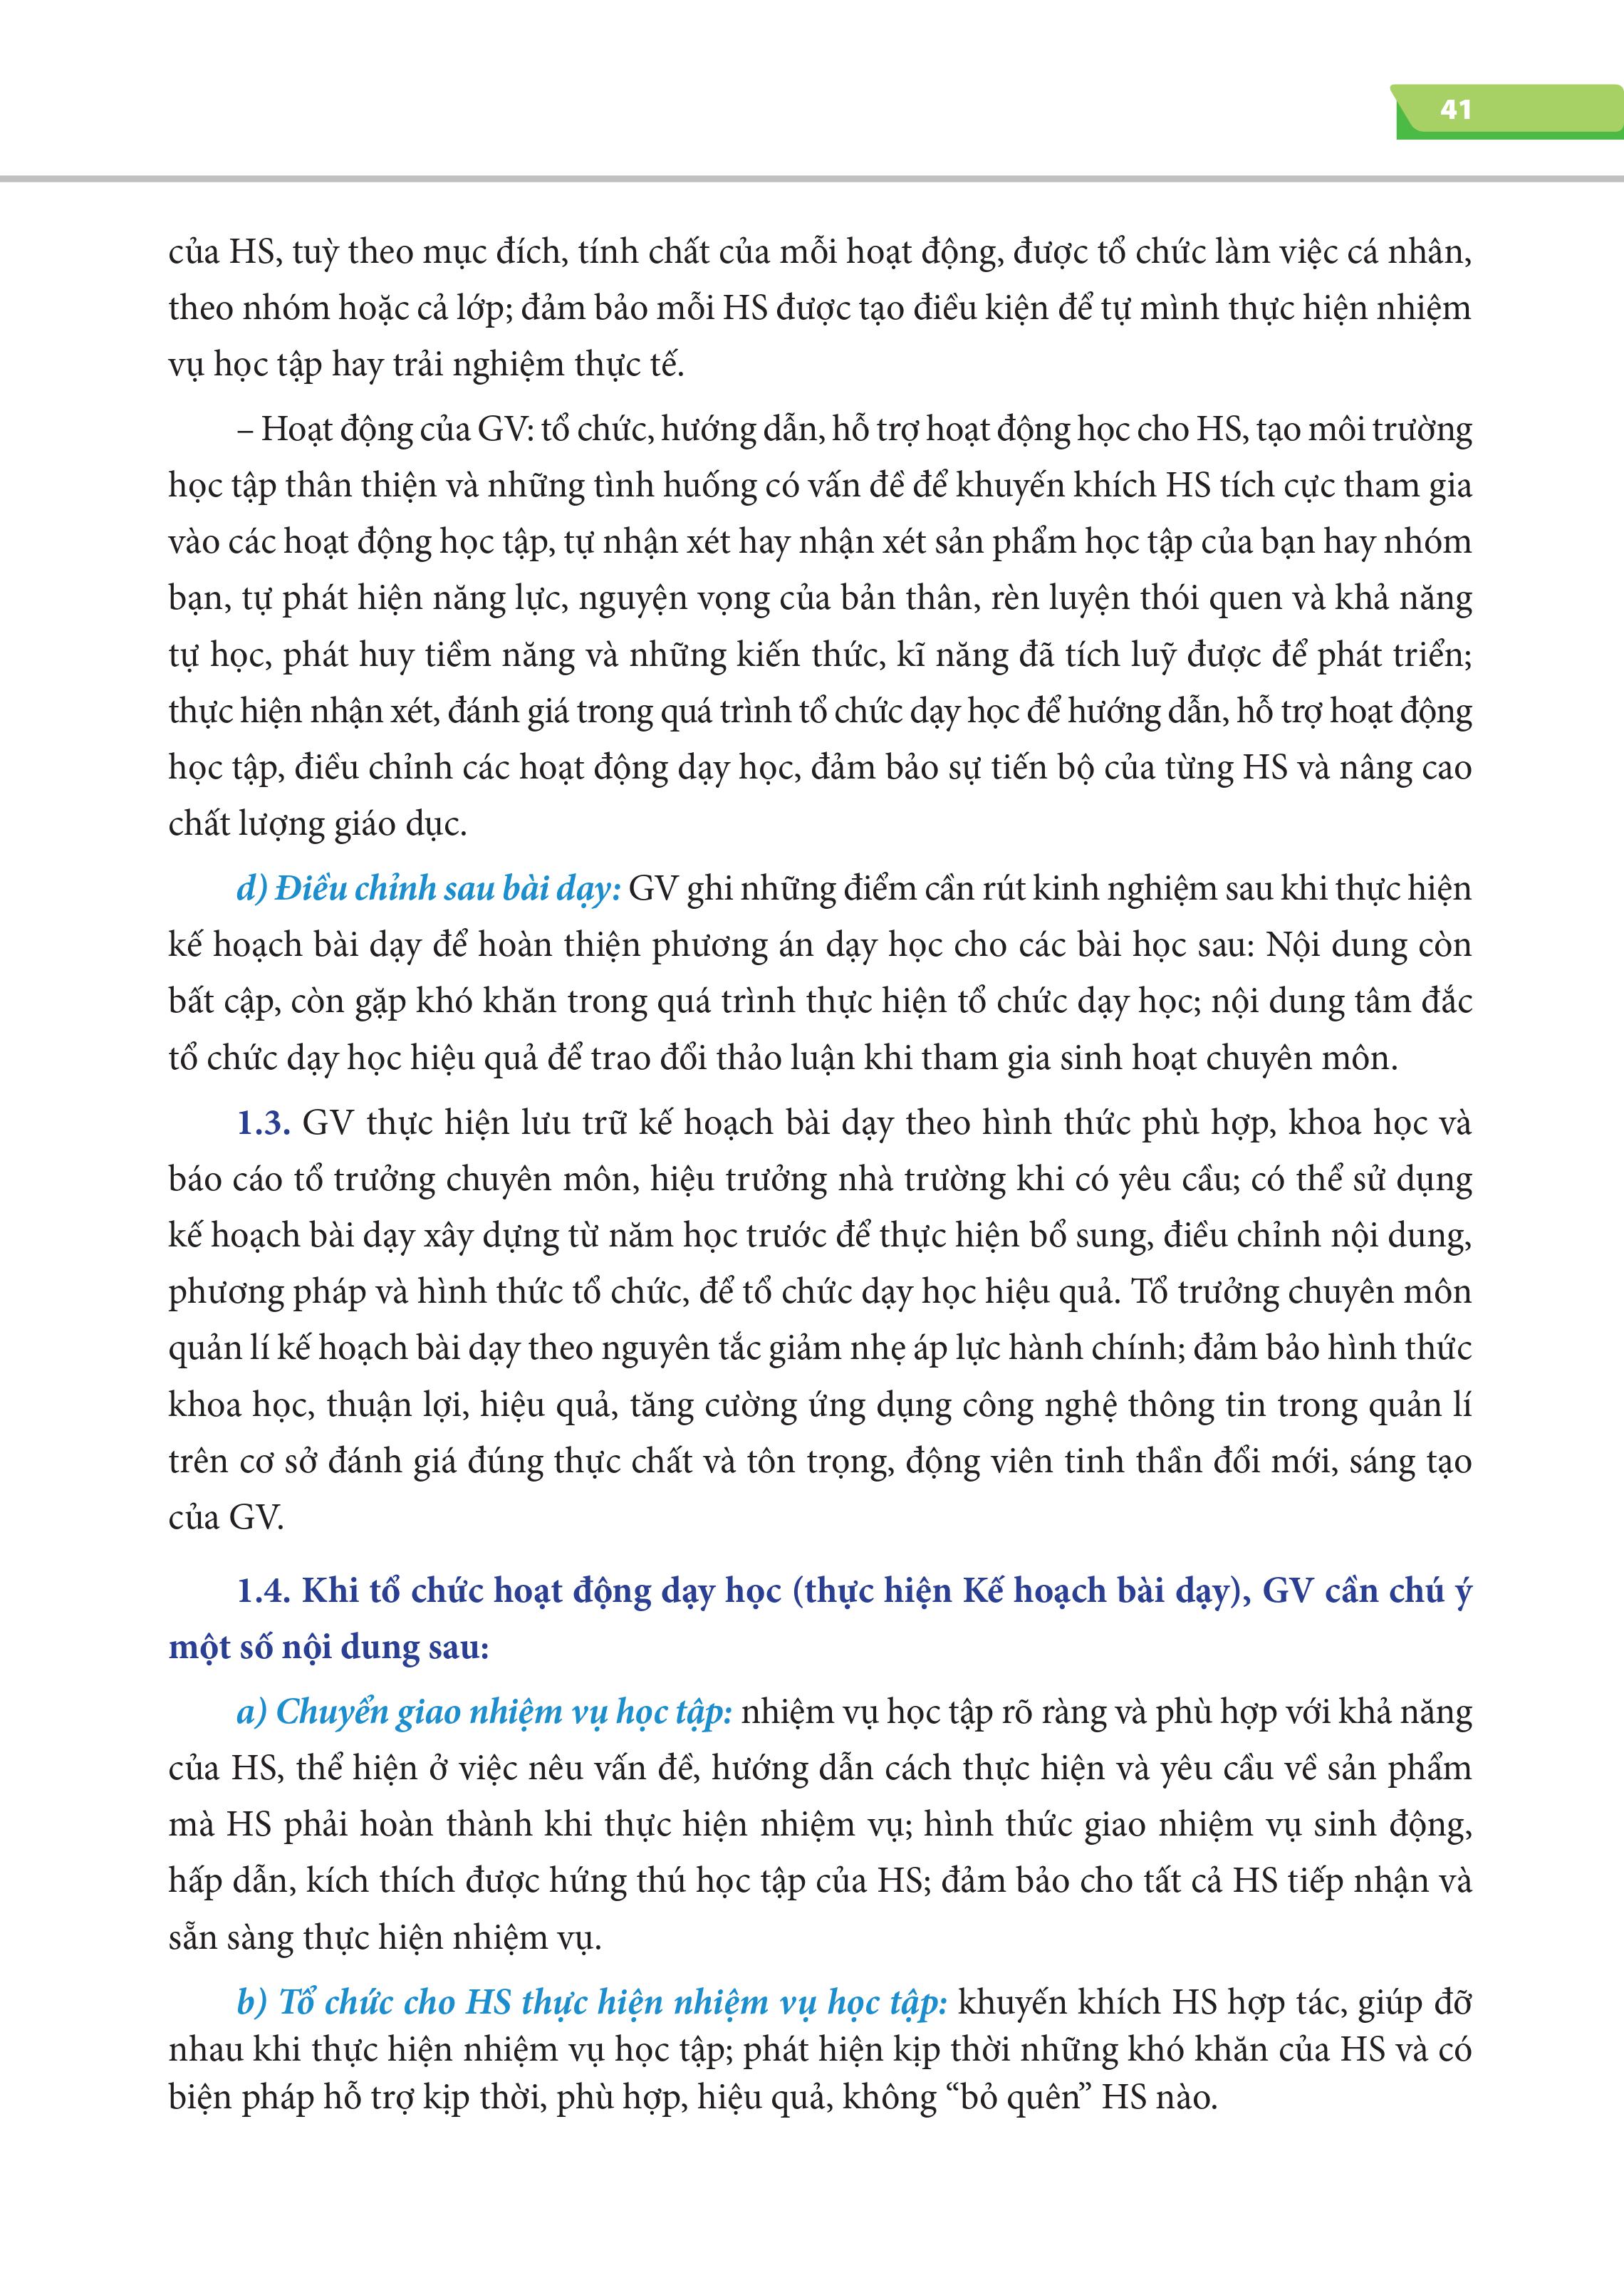 41
của HS, tuỳ theo mục đích, tính chất của mỗi hoạt động, được tổ chức làm việc cá nhân,
theo nhóm hoặc cả lớp; đảm bảo mỗi HS được tạo điều kiện để tự mình thực hiện nhiệm
vụ học tập hay trải nghiệm thực tế.
– Hoạt động của GV: tổ chức, hướng dẫn, hỗ trợ hoạt động học cho HS, tạo môi trường
học tập thân thiện và những tình huống có vấn đề để khuyến khích HS tích cực tham gia
vào các hoạt động học tập, tự nhận xét hay nhận xét sản phẩm học tập của bạn hay nhóm
bạn, tự phát hiện năng lực, nguyện vọng của bản thân, rèn luyện thói quen và khả năng
tự học, phát huy tiềm năng và những kiến thức, kĩ năng đã tích luỹ được để phát triển;
thực hiện nhận xét, đánh giá trong quá trình tổ chức dạy học để hướng dẫn, hỗ trợ hoạt động
học tập, điều chỉnh các hoạt động dạy học, đảm bảo sự tiến bộ của từng HS và nâng cao
chất lượng giáo dục.
d) Điều chỉnh sau bài dạy: GV ghi những điểm cần rút kinh nghiệm sau khi thực hiện
kế hoạch bài dạy để hoàn thiện phương án dạy học cho các bài học sau: Nội dung còn
bất cập, còn gặp khó khăn trong quá trình thực hiện tổ chức dạy học; nội dung tâm đắc
tổ chức dạy học hiệu quả để trao đổi thảo luận khi tham gia sinh hoạt chuyên môn.
1.3. GV thực hiện lưu trữ kế hoạch bài dạy theo hình thức phù hợp, khoa học và
báo cáo tổ trưởng chuyên môn, hiệu trưởng nhà trường khi có yêu cầu; có thể sử dụng
kế hoạch bài dạy xây dựng từ năm học trước để thực hiện bổ sung, điều chỉnh nội dung,
phương pháp và hình thức tổ chức, để tổ chức dạy học hiệu quả. Tổ trưởng chuyên môn
quản lí kế hoạch bài dạy theo nguyên tắc giảm nhẹ áp lực hành chính; đảm bảo hình thức
khoa học, thuận lợi, hiệu quả, tăng cường ứng dụng công nghệ thông tin trong quản lí
trên cơ sở đánh giá đúng thực chất và tôn trọng, động viên tinh thần đổi mới, sáng tạo
của GV.
1.4. Khi tổ chức hoạt động dạy học (thực hiện Kế hoạch bài dạy), GV cần chú ý
một số nội dung sau:
a) Chuyển giao nhiệm vụ học tập: nhiệm vụ học tập rõ ràng và phù hợp với khả năng
của HS, thể hiện ở việc nêu vấn đề, hướng dẫn cách thực hiện và yêu cầu về sản phẩm
mà HS phải hoàn thành khi thực hiện nhiệm vụ; hình thức giao nhiệm vụ sinh động,
hấp dẫn, kích thích được hứng thú học tập của HS; đảm bảo cho tất cả HS tiếp nhận và
sẵn sàng thực hiện nhiệm vụ.
b) Tổ chức cho HS thực hiện nhiệm vụ học tập: khuyến khích HS hợp tác, giúp đỡ
nhau khi thực hiện nhiệm vụ học tập; phát hiện kịp thời những khó khăn của HS và có
biện pháp hỗ trợ kịp thời, phù hợp, hiệu quả, không “bỏ quên” HS nào.